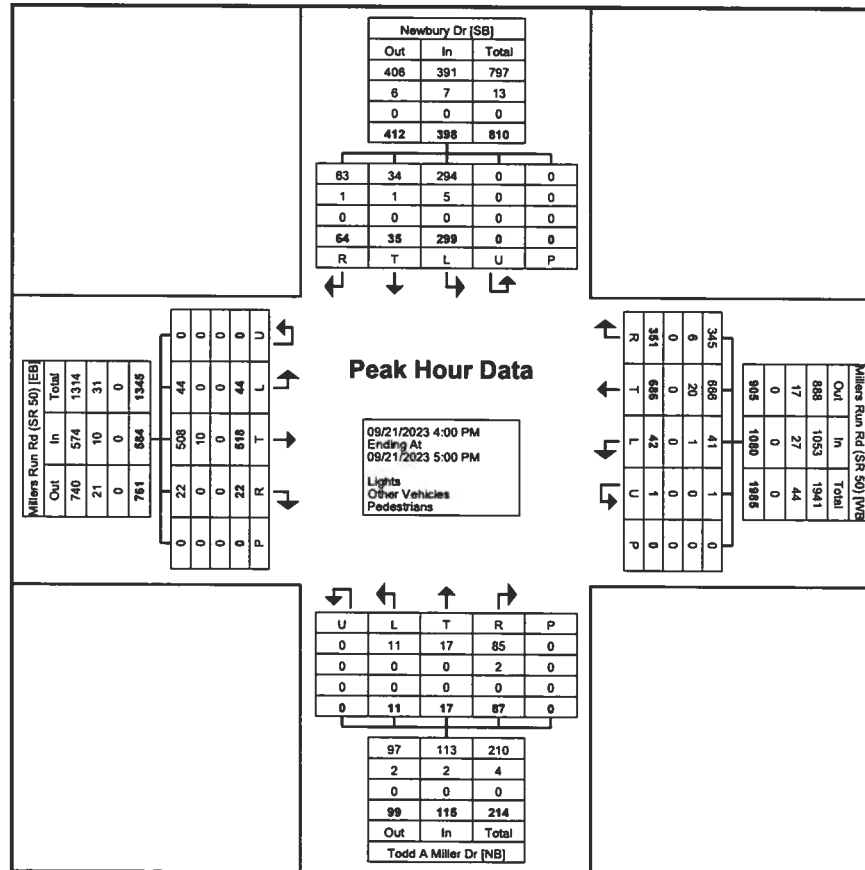 Newbury Dr [SB]
Out In Total
406 391 797
6 7 13
0 0 0
412 398 810
63 34 294 0 0
1 1 5 0 0
0 0 0 0 0
64 35 299 0 0
R T L U P
Millers Run Rd (SR 50) [EB]
Out In Total
740 574 1314
21 10 31
0 0 0
761 584 1345
0 22 508 44 0
0 0 10 0 0
0 0 0 0 0
0 22 518 44 0
P R T L U
Peak Hour Data
09/21/2023 4:00 PM
Ending At
09/21/2023 5:00 PM
Lights
Other Vehicles
Pedestrians
Millers Run Rd (SR 50) [WB
Out In Total
888 1053 1941
17 27 44
0 0 0
905 1080 1985
345 666 41 1 0
6 20 1 0 0
0 0 0 0 0
351 686 42 1 0
R T L U P
U L T R P
0 11 17 85 0
0 0 0 2 0
0 0 0 0 0
0 11 17 87 0
97 113 210
2 2 4
0 0 0
99 115 214
Out In Total
Todd A Miller Dr [NB]